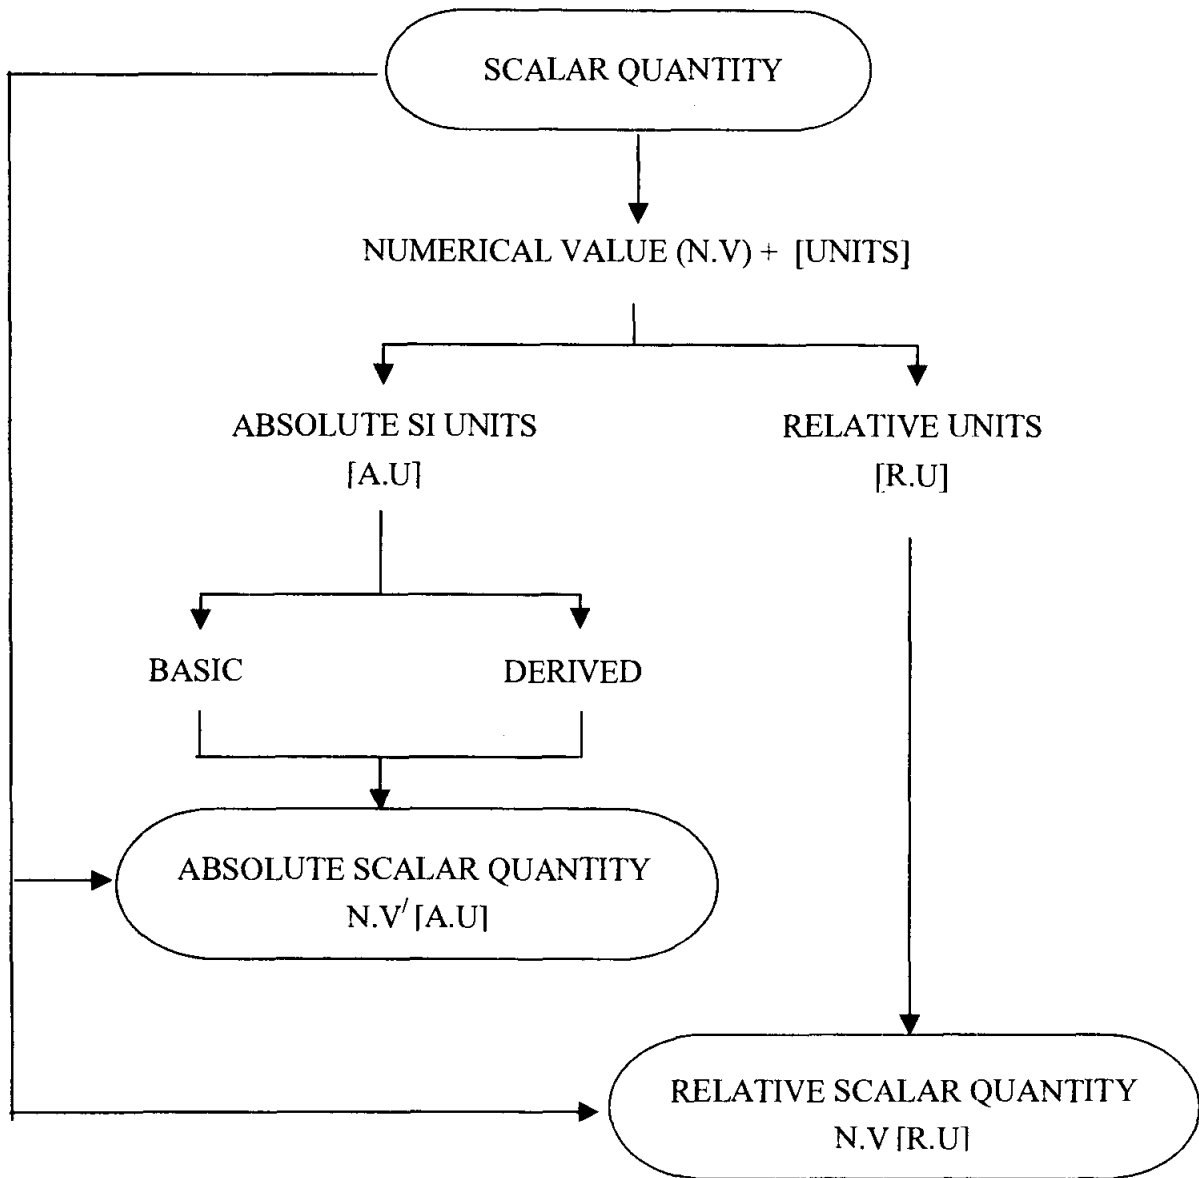 SCALAR QUANTITY
NUMERICAL VALUE (N.V) + [UNITS]
ABSOLUTE SI UNITS
[A.U]
RELATIVE UNITS
[R.U]
BASIC
DERIVED
ABSOLUTE SCALAR QUANTITY
N.V/ [A.U]
RELATIVE SCALAR QUANTITY
N.V [R.U]